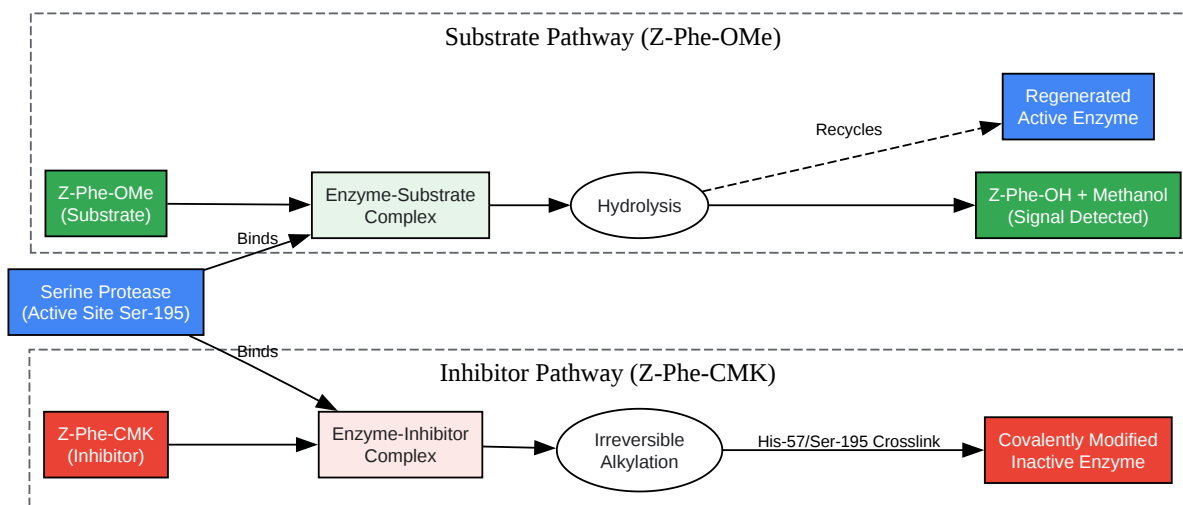 Substrate Pathway (Z-Phe-OMe)
Regenerated
Active Enzyme
Recycles
Z-Phe-OMe
(Substrate)
Enzyme-Substrate
Complex
Hydrolysis
Z-Phe-OH + Methanol
(Signal Detected)
Binds
Serine Protease
(Active Site Ser-195)
Binds
Inhibitor Pathway (Z-Phe-CMK)
Z-Phe-CMK
(Inhibitor)
Enzyme-Inhibitor
Complex
Irreversible
Alkylation
His-57/Ser-195 Crosslink
Covalently Modified
Inactive Enzyme